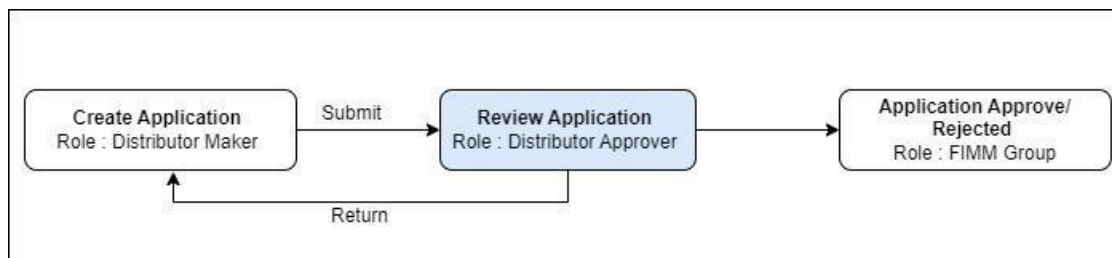 Create Application
Role : Distributor Maker
Submit
Review Application
Role : Distributor Approver
Application Approve/
Rejected
Role : FIMM Group
Return